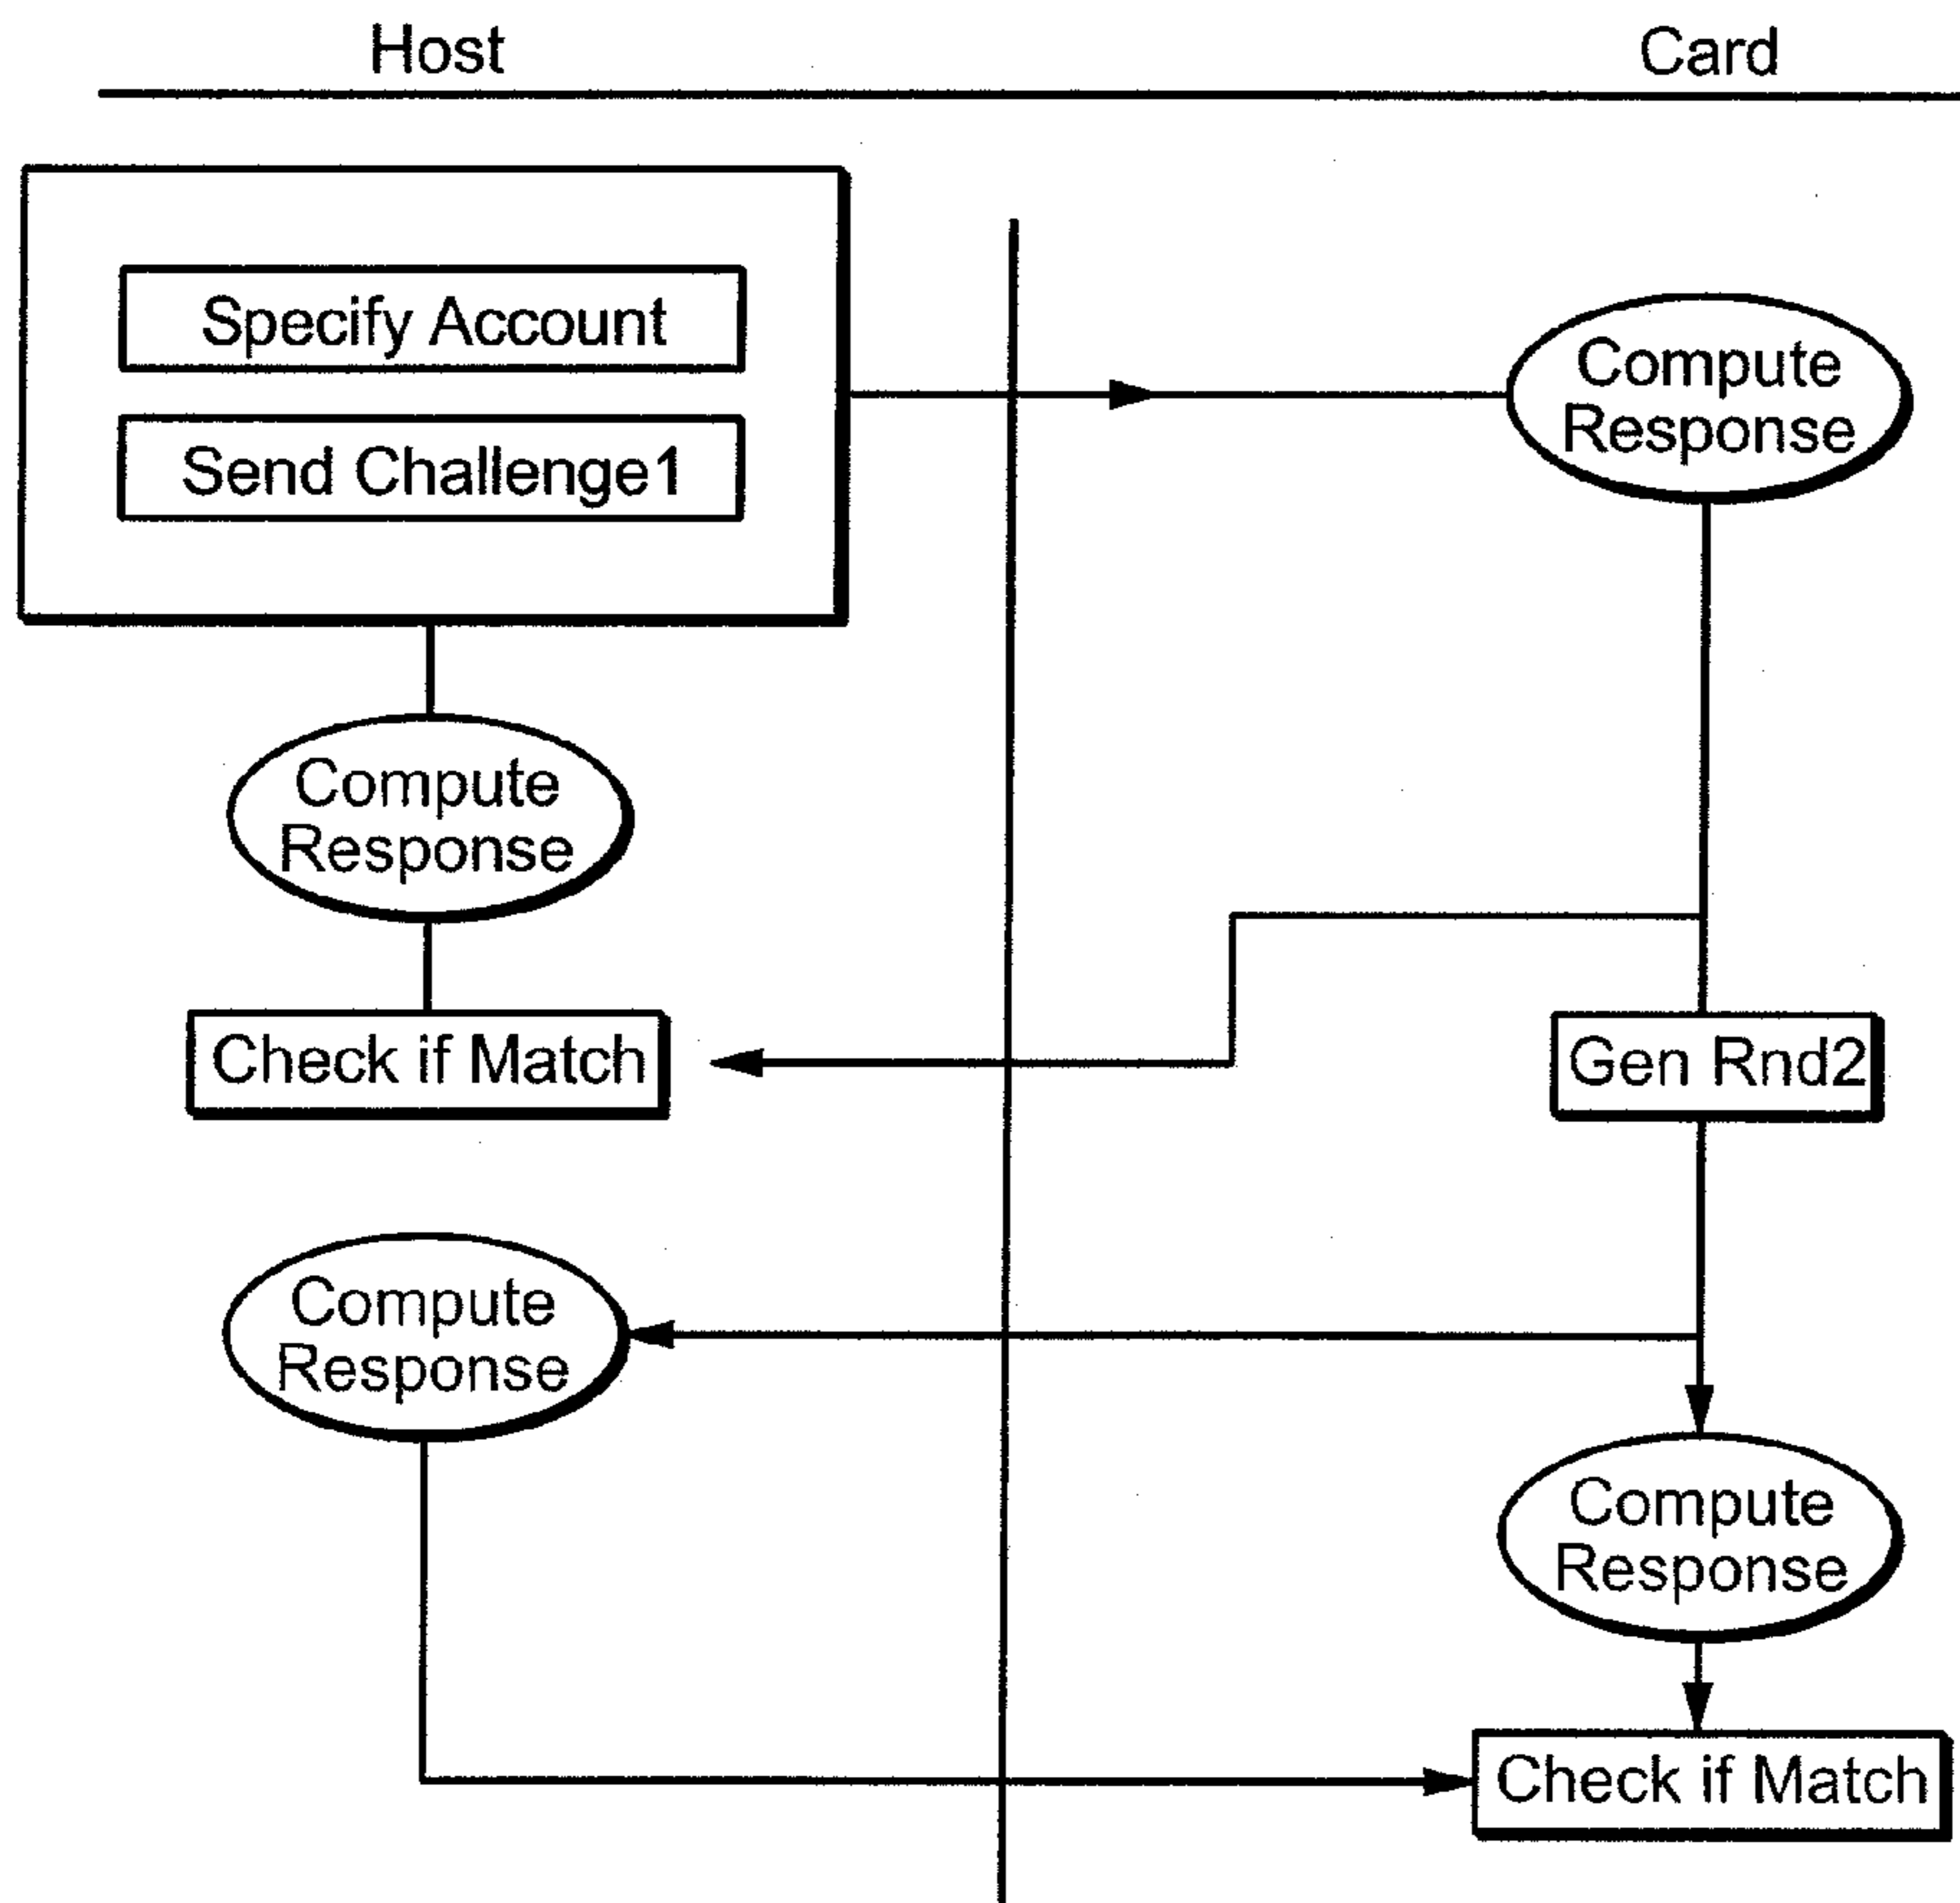 Host
Card
Specify Account
Send Challenge1
Compute
Response
Compute
Response
Check if Match
Gen Rnd2
Compute
Response
Compute
Response
Check if Match